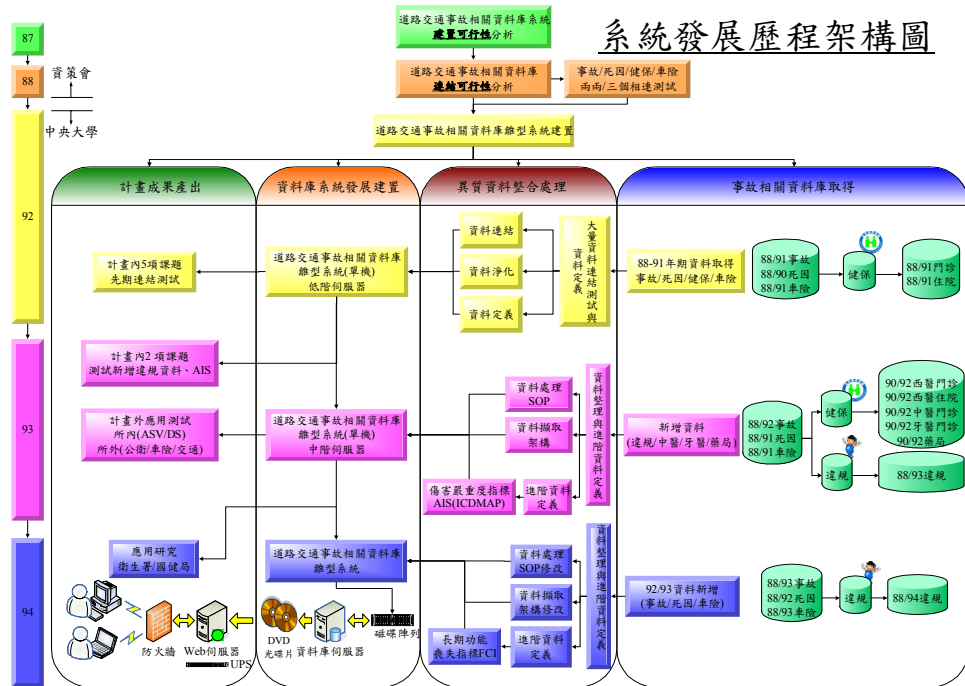 系統發展歷程架構圖
87
88
92
93
94
資策會
中央大學
道路交通事故相關資料庫系統
建置可行性分析
道路交通事故相關資料庫
連結可行性分析
事故/死因/健保/車險
兩兩/三個相連測試
道路交通事故相關資料庫雛型系統建置
計畫成果產出
資料庫系統發展建置
異質資料整合處理
事故相關資料庫取得
計畫內5項課題
先期連結測試
道路交通事故相關資料庫
雛型系統(單機)
低階伺服器
資料連結
資料淨化
資料定義
大量資料連結測試與
資料定義
88-91年期資料取得
事故/死因/健保/車險
88/91事故
88/90死因
88/91車險
健保
88/91門診
88/91住院
計畫內2 項課題
測試新增違規資料、AIS
計畫外應用測試
所內(ASV/DS)
所外(公衛/車險/交通)
道路交通事故相關資料庫
雛型系統(單機)
中階伺服器
資料處理
SOP
資料擷取
架構
傷害嚴重度指標
AIS(ICDMAP)
進階資料
定義
資料整理與進階資料定義
新增資料
(違規/中醫/牙醫/藥局)
88/92事故
88/91死因
88/91車險
健保
違規
90/92西醫門診
90/92西醫住院
90/92中醫門診
90/92牙醫門診
90/92藥局
88/93違規
應用研究
衛生署/國健局
道路交通事故相關資料庫
雛型系統
資料處理
SOP修改
資料擷取
架構修改
長期功能
喪失指標FCI
進階資料
定義
資料整理與進階資料定義
92/93資料新增
(事故/死因/車險)
88/93事故
88/92死因
88/93車險
違規
88/94違規
防火牆
Web伺服器
UPS
DVD
光碟片
資料庫伺服器
磁碟陣列